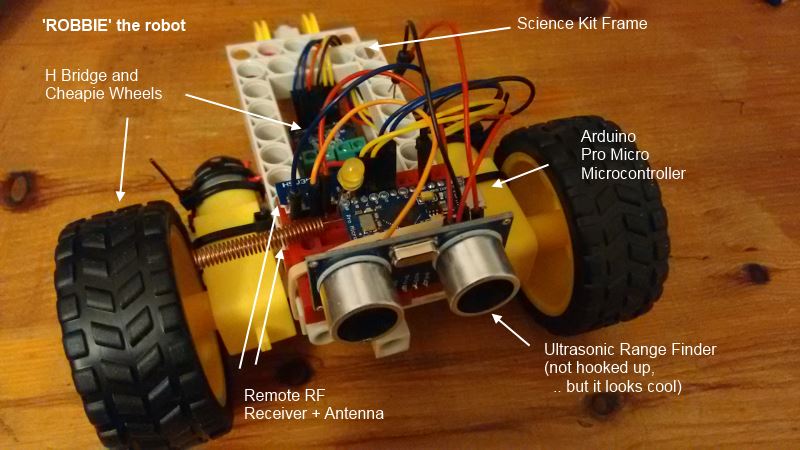 'ROBBIE' the robot
Science Kit Frame
H Bridge and
Cheapie Wheels
Arduino
Pro Micro
Microcontroller
Ultrasonic Range Finder
(not hooked up,
.. but it looks cool)
Remote RF
Receiver + Antenna